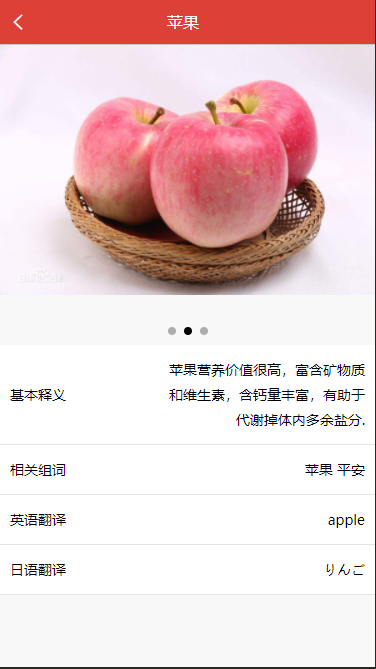 苹果
基本释义
苹果营养价值很高，富含矿物质
和维生素，含钙量丰富，有助于
代谢掉体内多余盐分.
相关组词
苹果 平安
英语翻译
apple
日语翻译
りんご